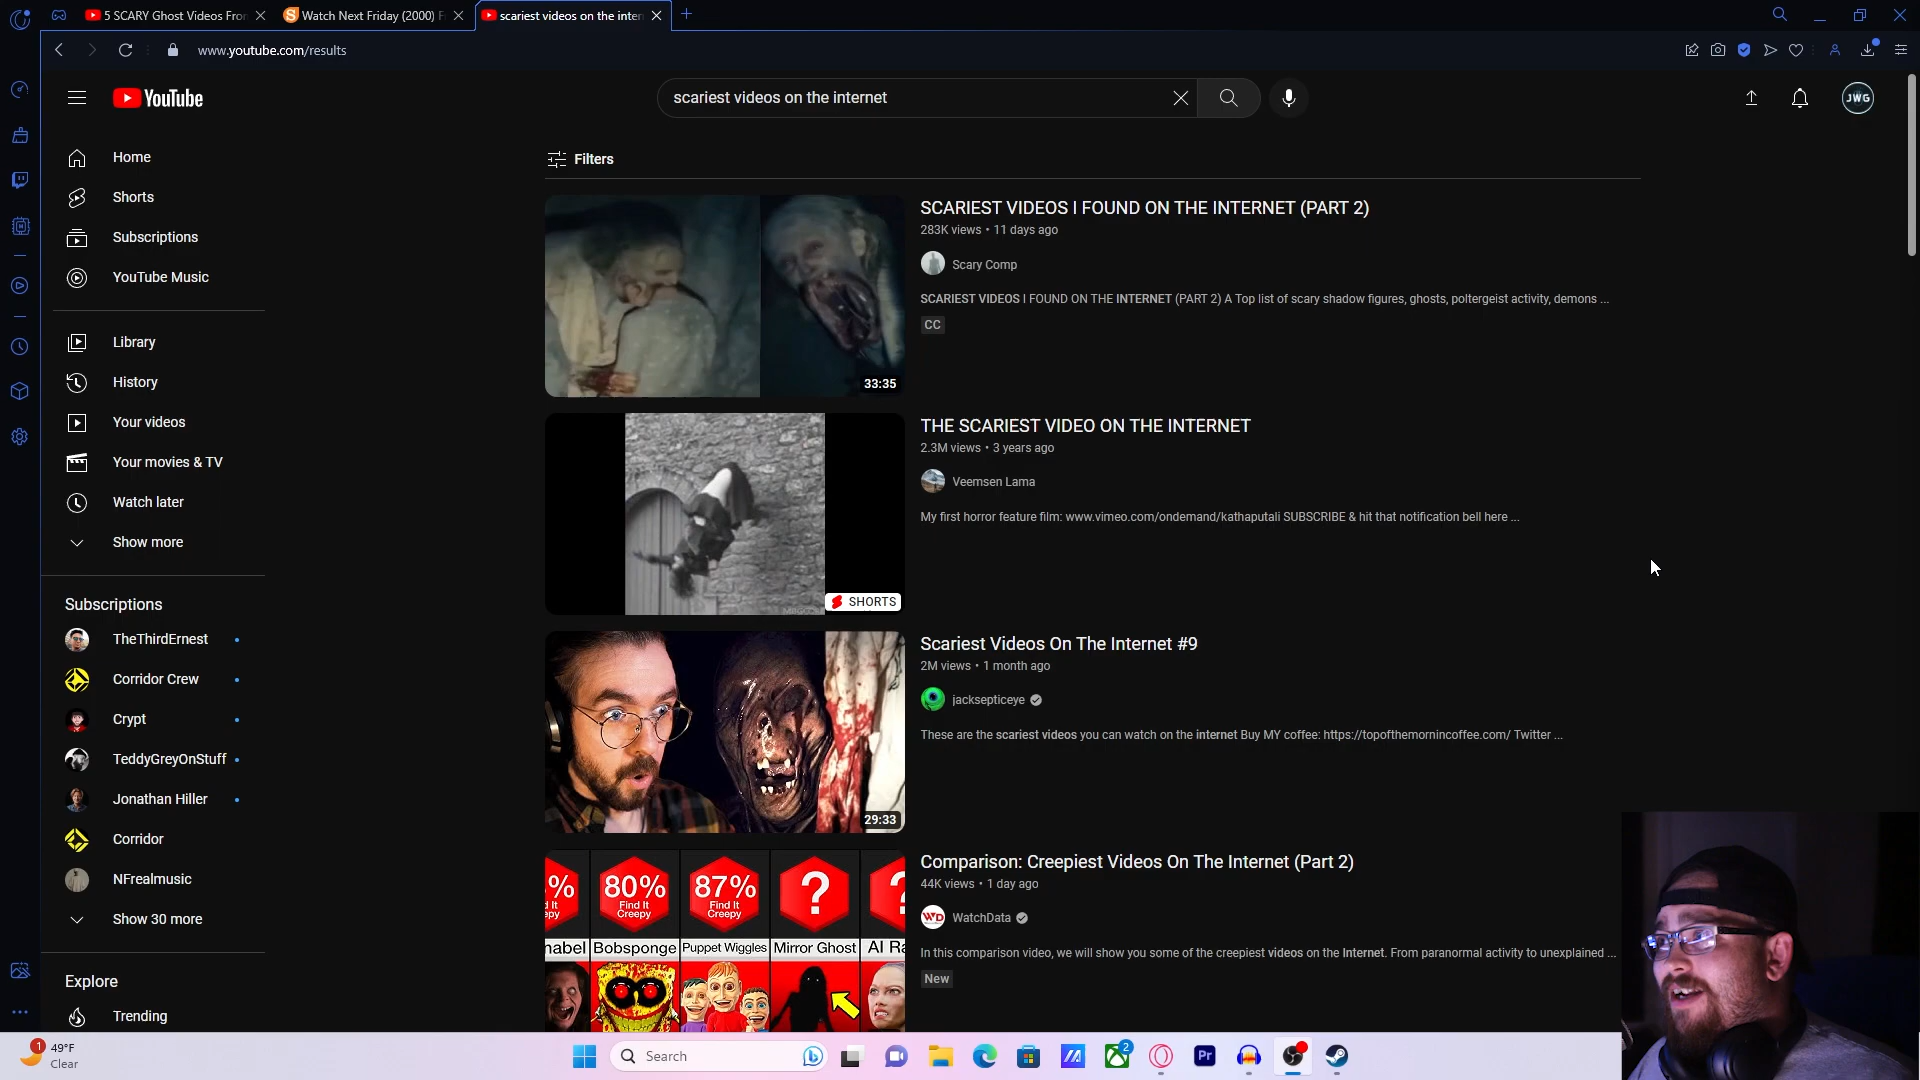 5 SCARY Ghost Videos Fron
Watch Next Friday (2000) F
scariest videos on the inter
www.youtube.com/results
YouTube
scariest videos on the internet
JWG
Home
Shorts
Subscriptions
YouTube Music
Library
History
Your videos
Your movies & TV
Watch later
Show more
Subscriptions
TheThirdErnest
Corridor Crew
Crypt
TeddyGreyOnStuff
Jonathan Hiller
Corridor
NFrealmusic
Show 30 more
Explore
Trending
Filters
33:35
SCARIEST VIDEOS I FOUND ON THE INTERNET (PART 2)
283K views • 11 days ago
Scary Comp
SCARIEST VIDEOS I FOUND ON THE INTERNET (PART 2) A Top list of scary shadow figures, ghosts, poltergeist activity, demons ...
CC
SHORTS
THE SCARIEST VIDEO ON THE INTERNET
2.3M views • 3 years ago
Veemsen Lama
My first horror feature film: www.vimeo.com/ondemand/kathaputali SUBSCRIBE & hit that notification bell here ...
29:33
Scariest Videos On The Internet #9
2M views • 1 month ago
jacksepticeye
These are the scariest videos you can watch on the internet Buy MY coffee: https://topofthemornincoffee.com/ Twitter ...
% 80% 87% ? ?
epy Find It Creepy Find It Creepy
nabel Bobsponge Puppet Wiggles Mirror Ghost AI Ra
Comparison: Creepiest Videos On The Internet (Part 2)
44K views • 1 day ago
WD WatchData
In this comparison video, we will show you some of the creepiest videos on the Internet. From paranormal activity to unexplained ...
New
1
49°F
Clear
Search
2
Pr